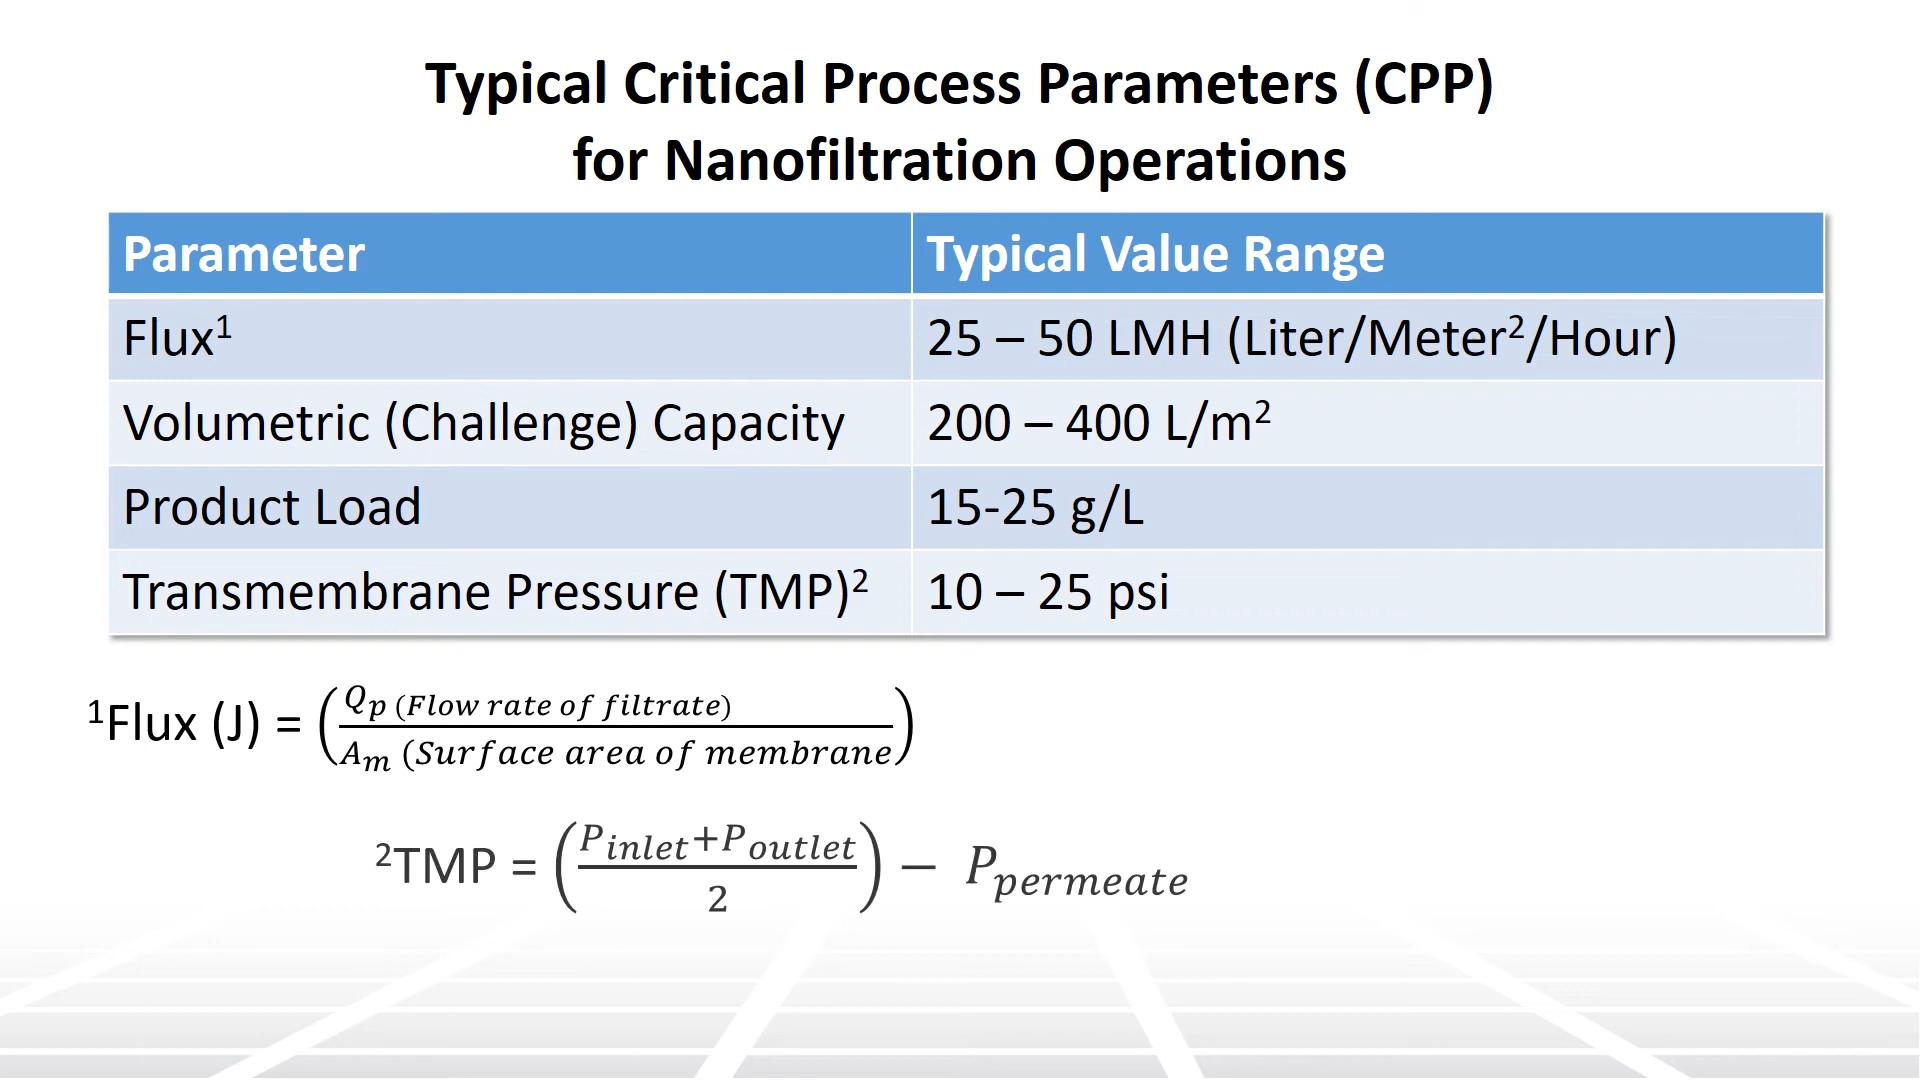 Typical Critical Process Parameters (CPP)
for Nanofiltration Operations
Parameter
Typical Value Range
Flux¹
25 – 50 LMH (Liter/Meter²/Hour)
Volumetric (Challenge) Capacity
200 – 400 L/m²
Product Load
15-25 g/L
Transmembrane Pressure (TMP)²
10 – 25 psi
¹Flux (J) = (Qp (Flow rate of filtrate) / Am (Surface area of membrane)
²TMP = ((Pinlet+Poutlet) / 2) − Ppermeate